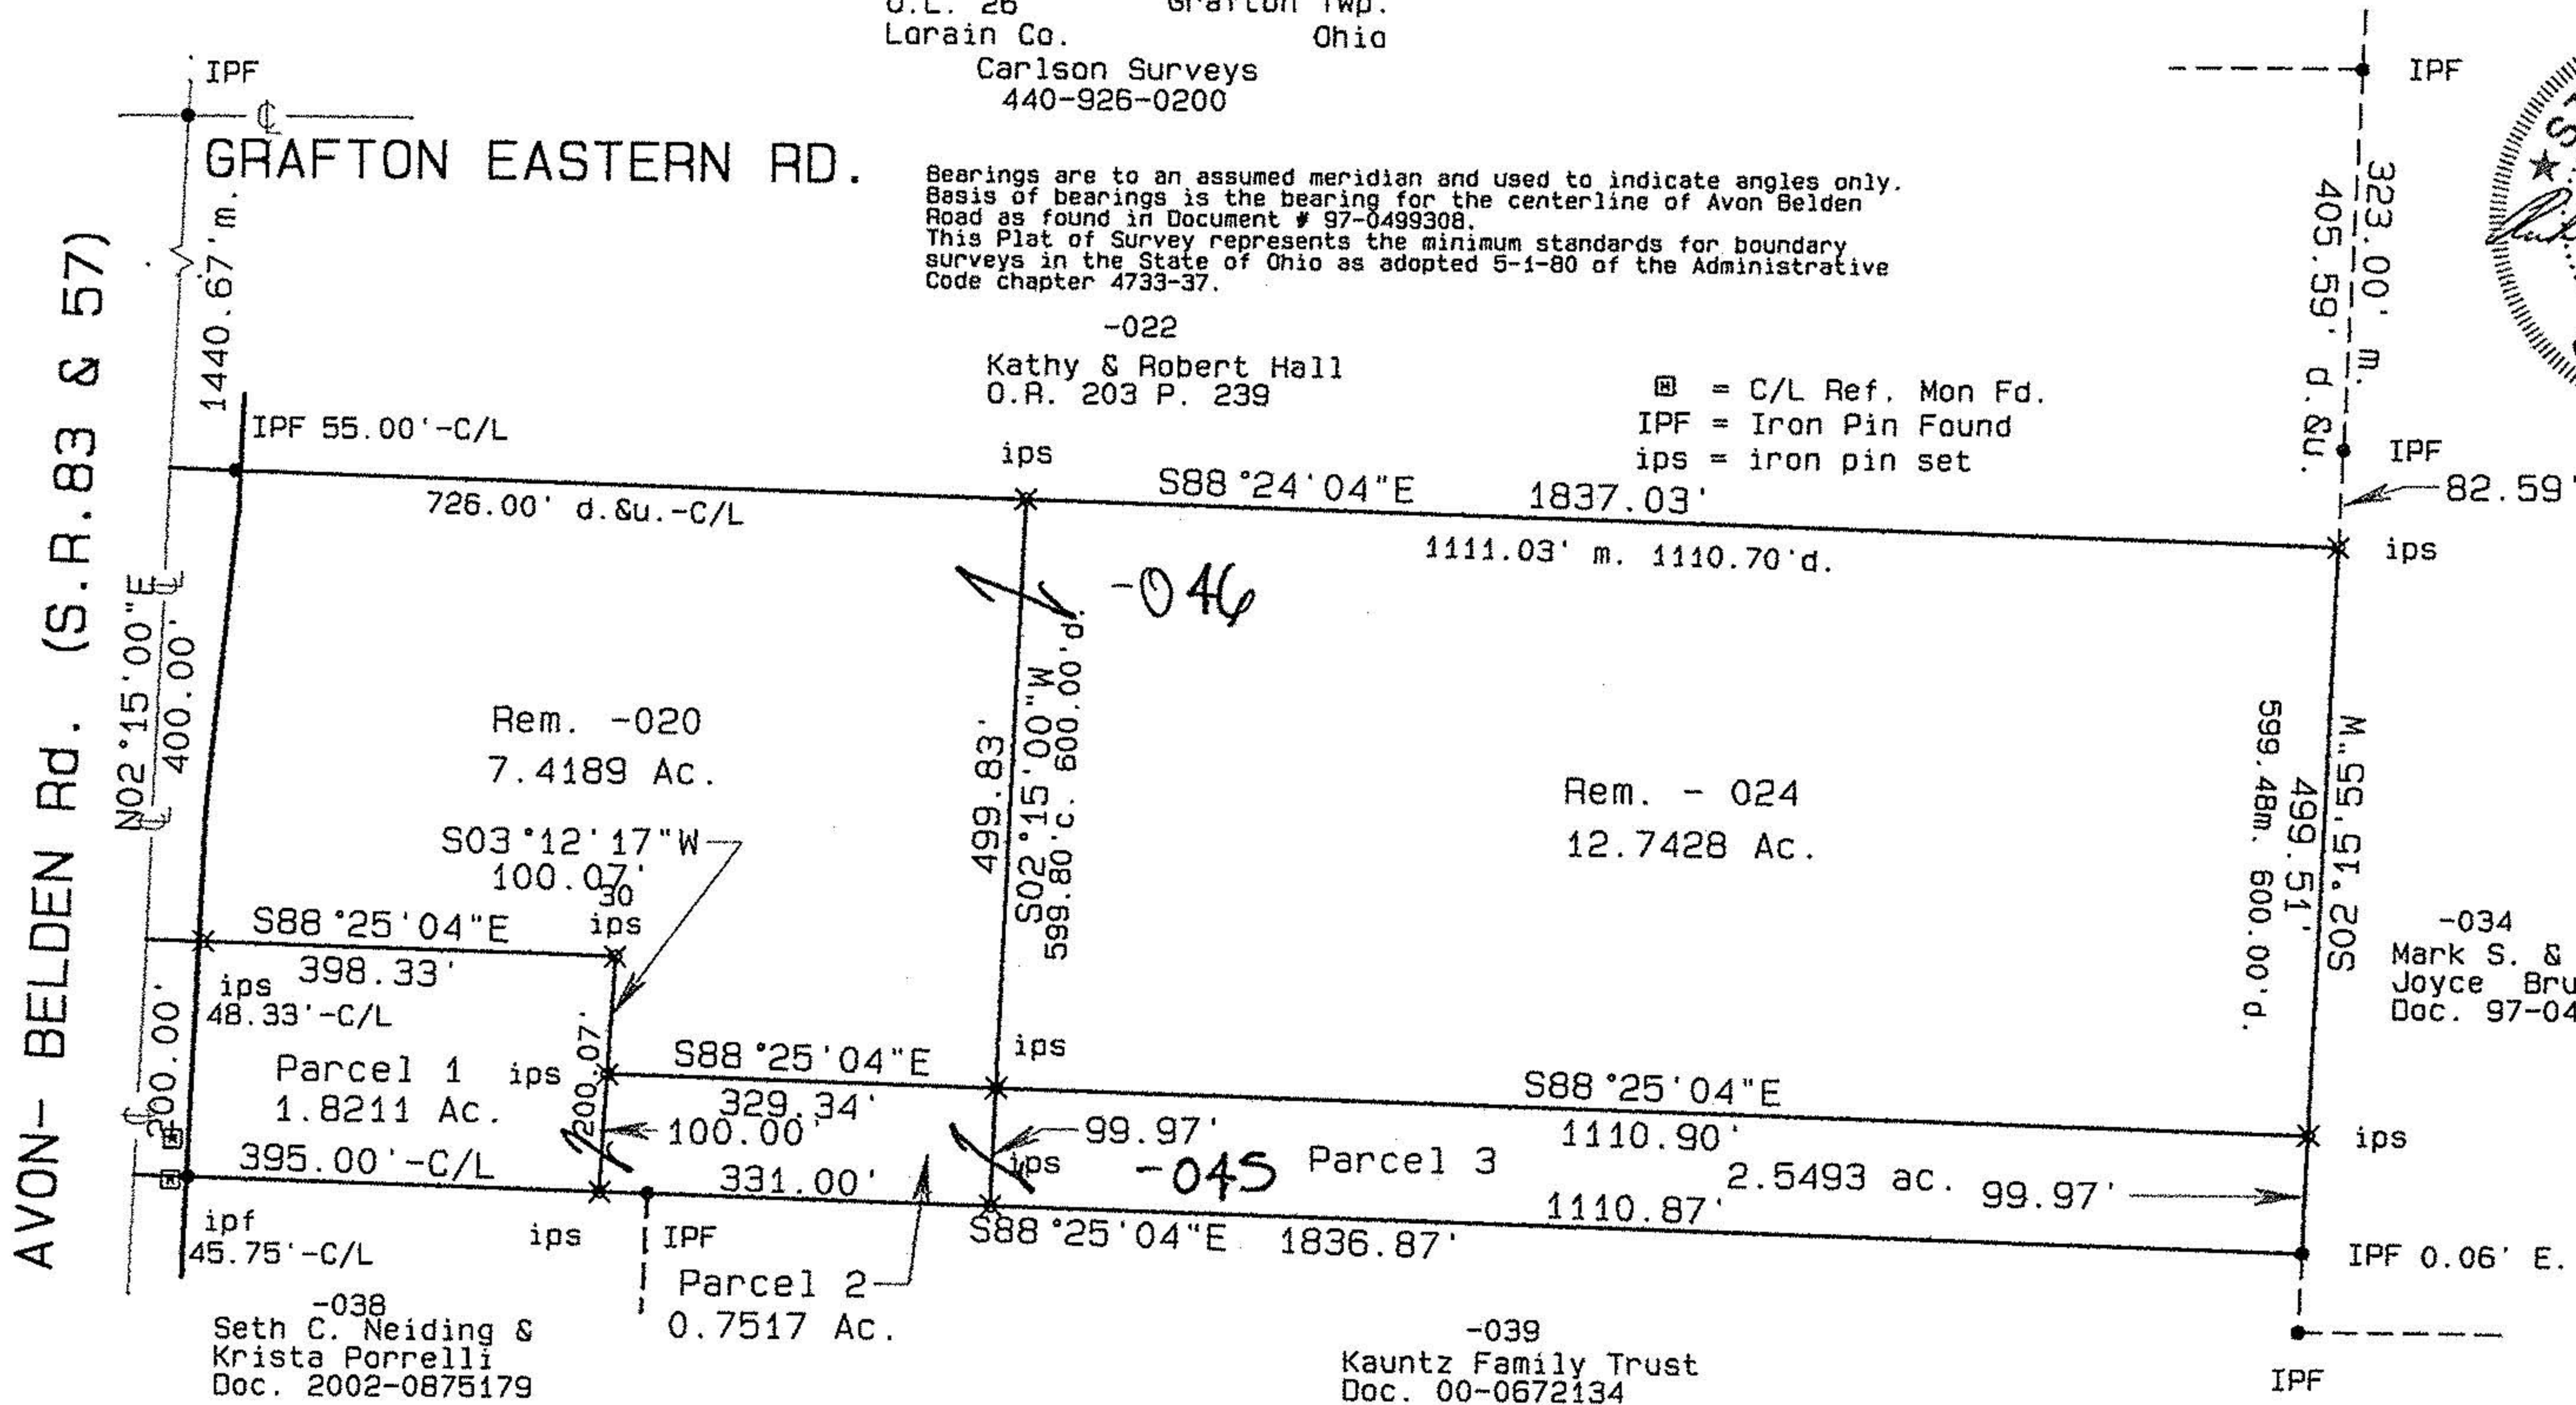 O.L. 26 Grafton Twp.
Lorain Co. Ohio
Carlson Surveys
440-926-0200
IPF
℄
GRAFTON EASTERN RD.
Bearings are to an assumed meridian and used to indicate angles only.
Basis of bearings is the bearing for the centerline of Avon Belden
Road as found in Document # 97-0499308.
This Plat of Survey represents the minimum standards for boundary
surveys in the State of Ohio as adopted 5-1-80 of the Administrative
Code chapter 4733-37.
-022
Kathy & Robert Hall
O.R. 203 P. 239
= C/L Ref. Mon Fd.
IPF = Iron Pin Found
ips = iron pin set
IPF
323.00' m.
405.59' d.&u.
IPF
82.59'
ips
1440.67'm.
AVON- BELDEN Rd. (S.R.83 & 57)
IPF 55.00'-C/L
ips
S88°24'04"E 1837.03'
726.00' d.&u.-C/L
1111.03' m. 1110.70'd.
-046
N02°15'00"E
400.00'
℄
℄
Rem. -020
7.4189 Ac.
S03°12'17"W
100.07'
30
ips
499.83'
S02°15'00"W
599.80'c. 600.00'd.
Rem. - 024
12.7428 Ac.
S02°15'55"W
499.51'
599.48m. 600.00'd.
-034
Mark S. &
Joyce Bru
Doc. 97-04
S88°25'04"E
398.33'
ips
48.33'-C/L
200.00'
℄
Parcel 1
1.8211 Ac.
ips
200.07'
S88°25'04"E
329.34'
ips
S88°25'04"E
1110.90'
ips
100.00'
99.97'
ips
-045
Parcel 3
2.5493 ac.
99.97'
395.00'-C/L
331.00'
1110.87'
S88°25'04"E 1836.87'
ipf
45.75'-C/L
ips
IPF
IPF 0.06' E.
Parcel 2
0.7517 Ac.
-038
Seth C. Neiding &
Krista Porrelli
Doc. 2002-0875179
-039
Kauntz Family Trust
Doc. 00-0672134
IPF